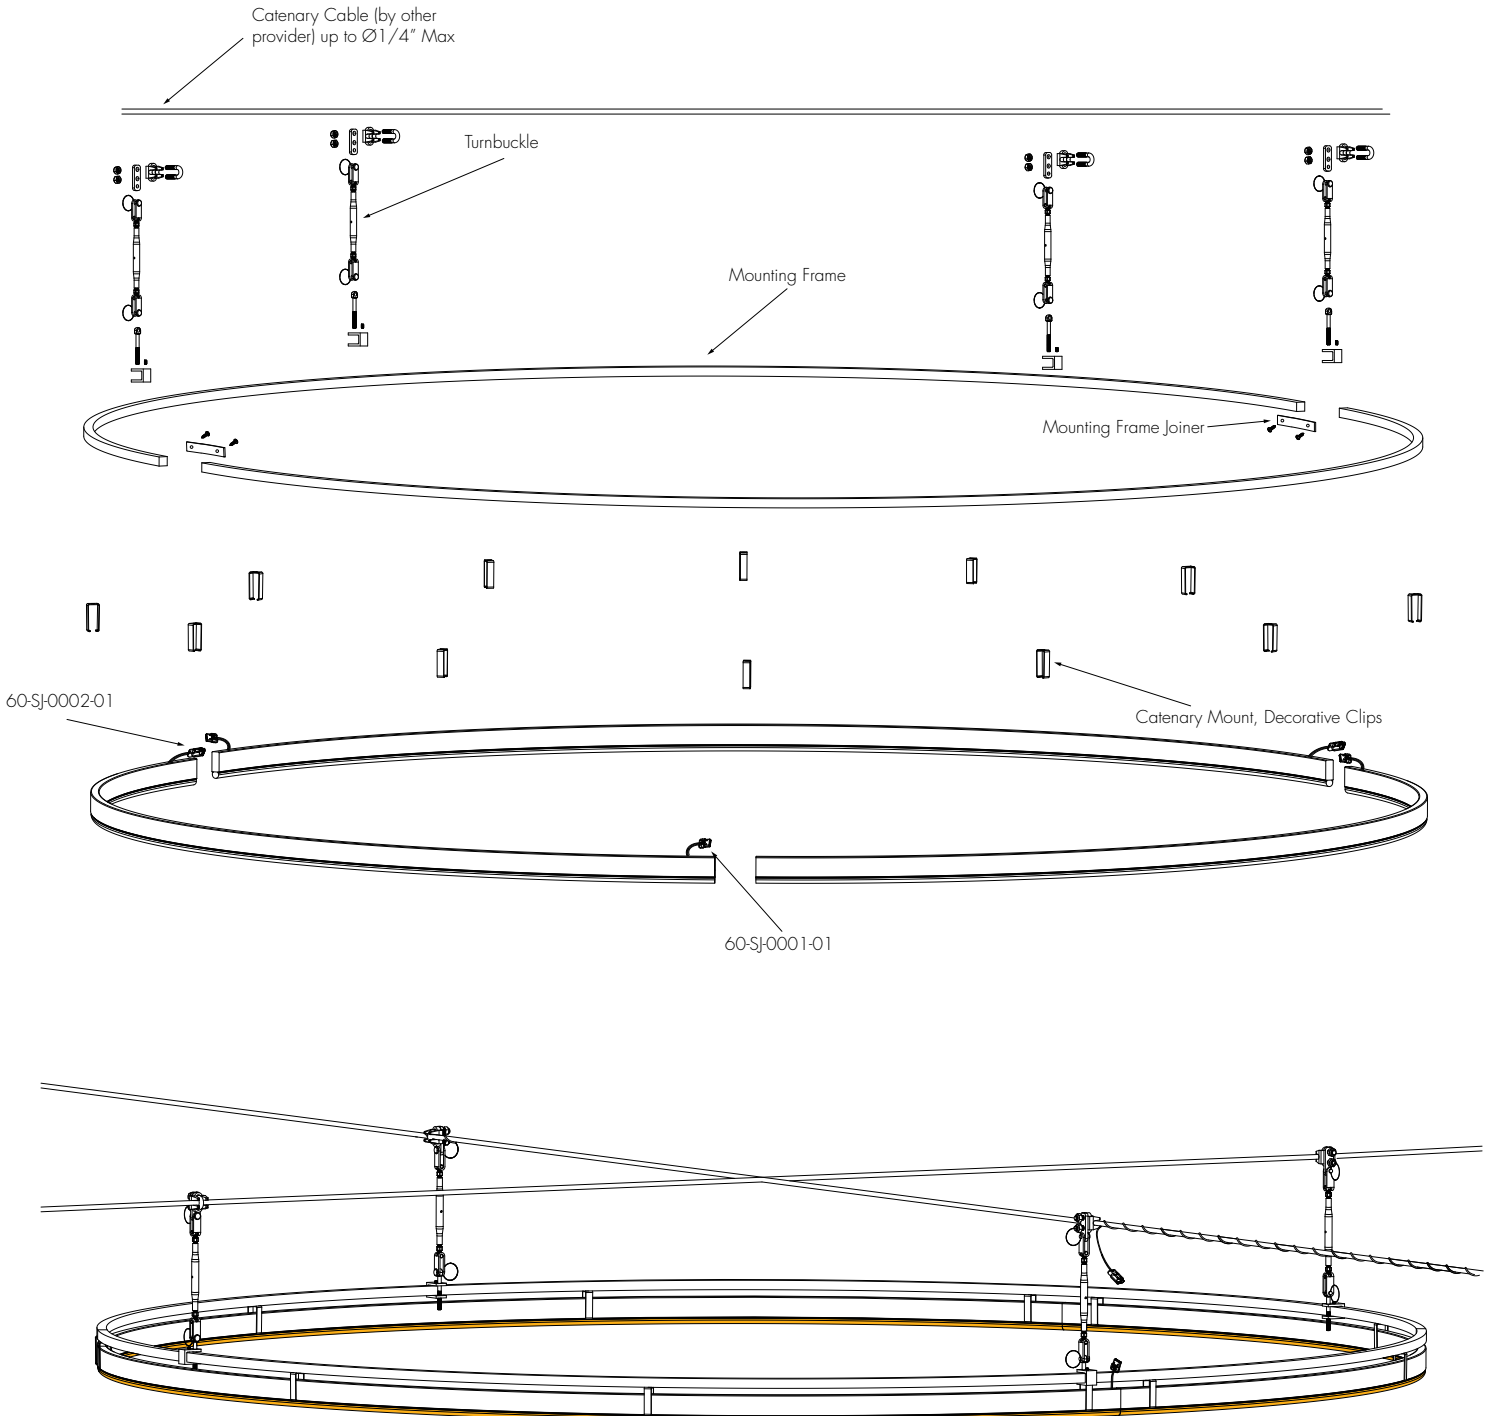 Catenary Cable (by other
provider) up to Ø1/4” Max
Turnbuckle
Mounting Frame
Mounting Frame Joiner
Catenary Mount, Decorative Clips
60-SJ-0002-01
60-SJ-0001-01